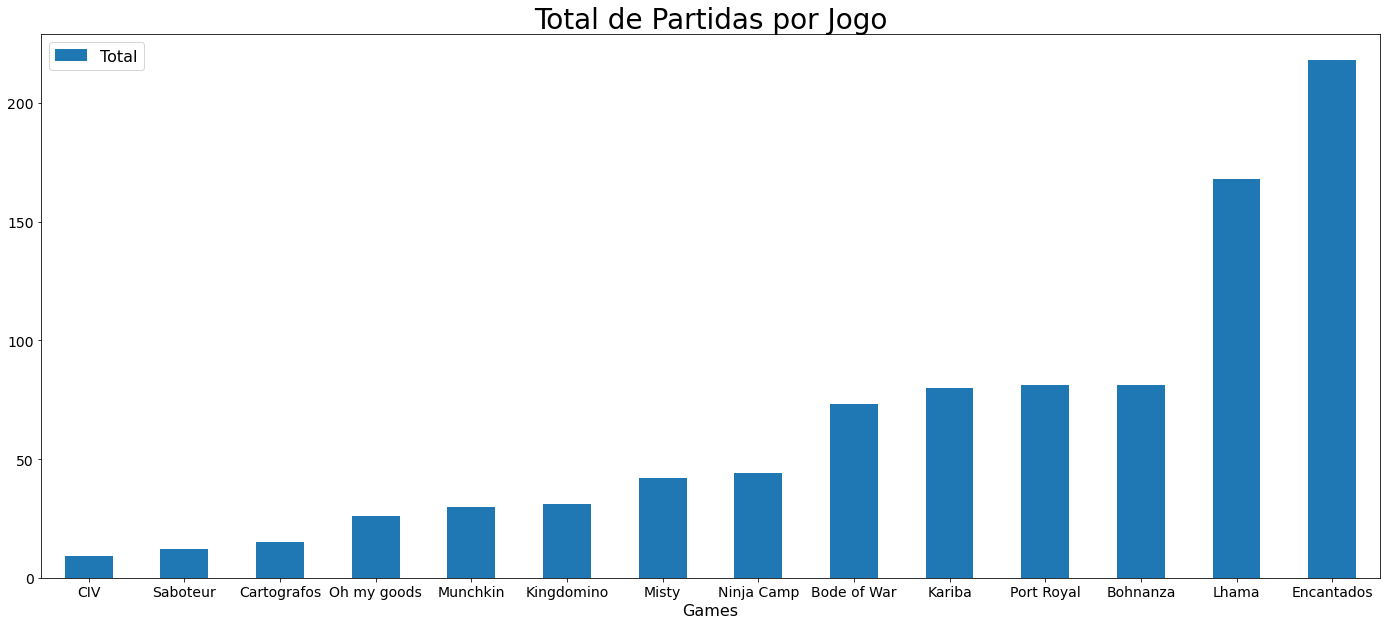 Total de Partidas por Jogo
Total
200
150
100
50
0
CIV Saboteur Cartografos Oh my goods Munchkin Kingdomino Misty Ninja Camp Bode of War Kariba Port Royal Bohnanza Lhama Encantados
Games